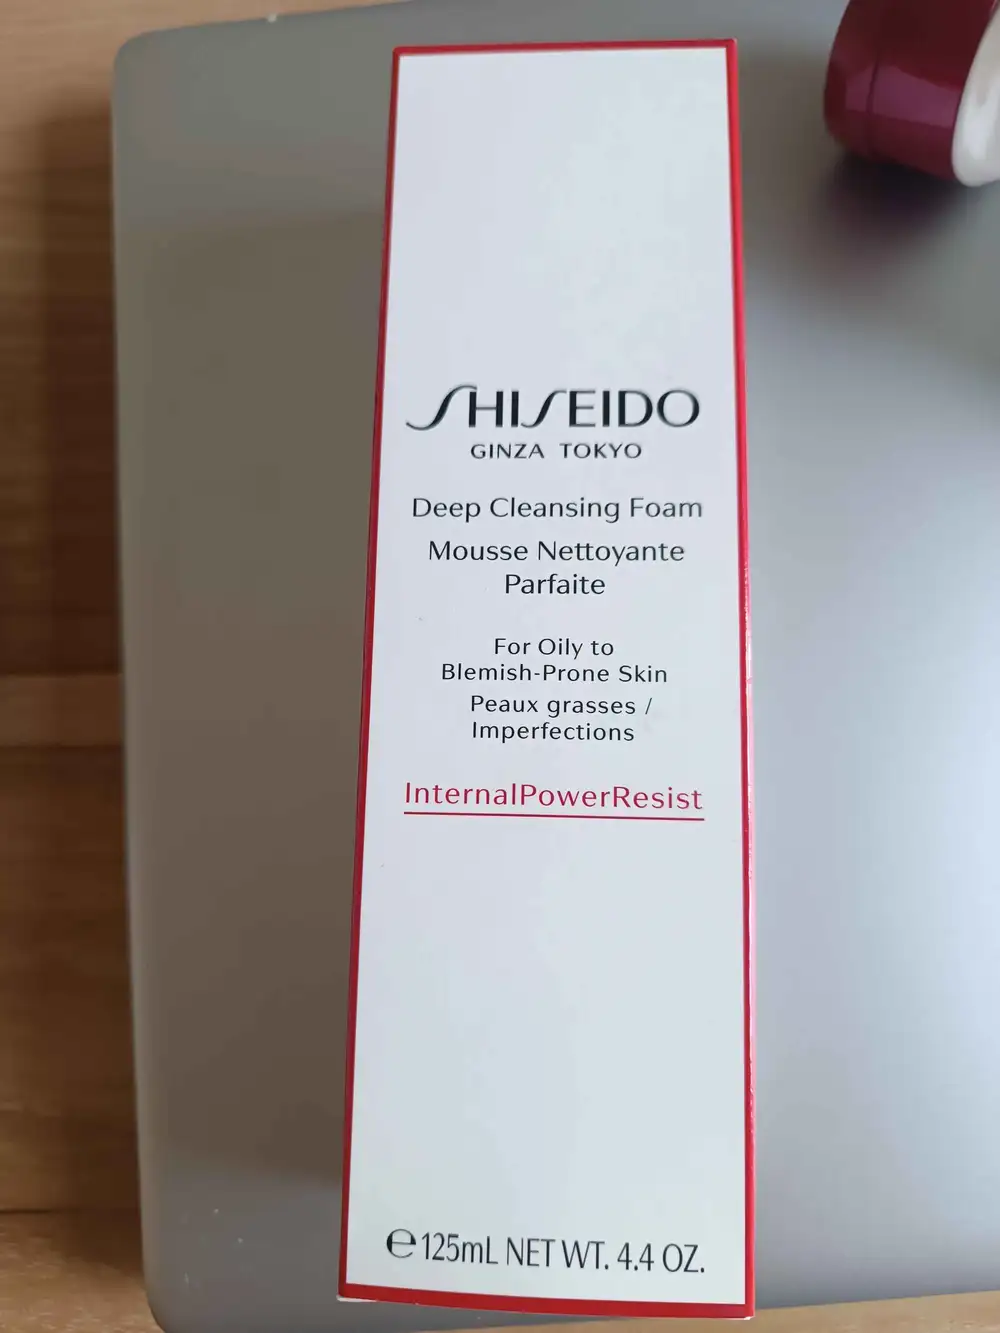 SHISEIDO
GINZA TOKYO
Deep Cleansing Foam
Mousse Nettoyante
Parfaite
For Oily to
Blemish-Prone Skin
Peaux grasses /
Imperfections
InternalPowerResist
℮125mL NET WT. 4.4 OZ.